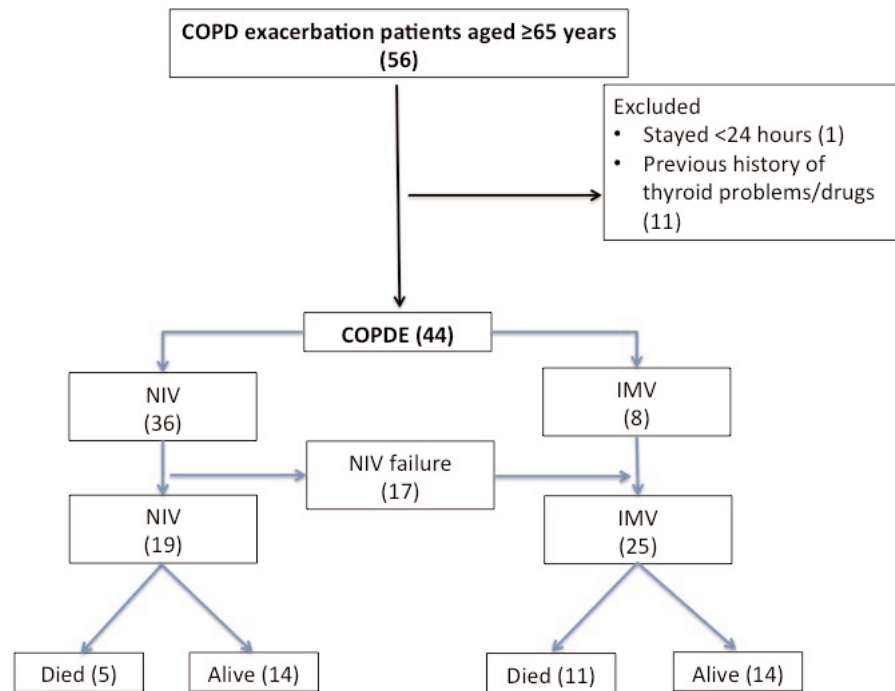 COPD exacerbation patients aged ≥65 years
(56)
Excluded
• Stayed <24 hours (1)
• Previous history of
thyroid problems/drugs
(11)
COPDE (44)
NIV
(36)
IMV
(8)
NIV failure
(17)
NIV
(19)
IMV
(25)
Died (5)
Alive (14)
Died (11)
Alive (14)